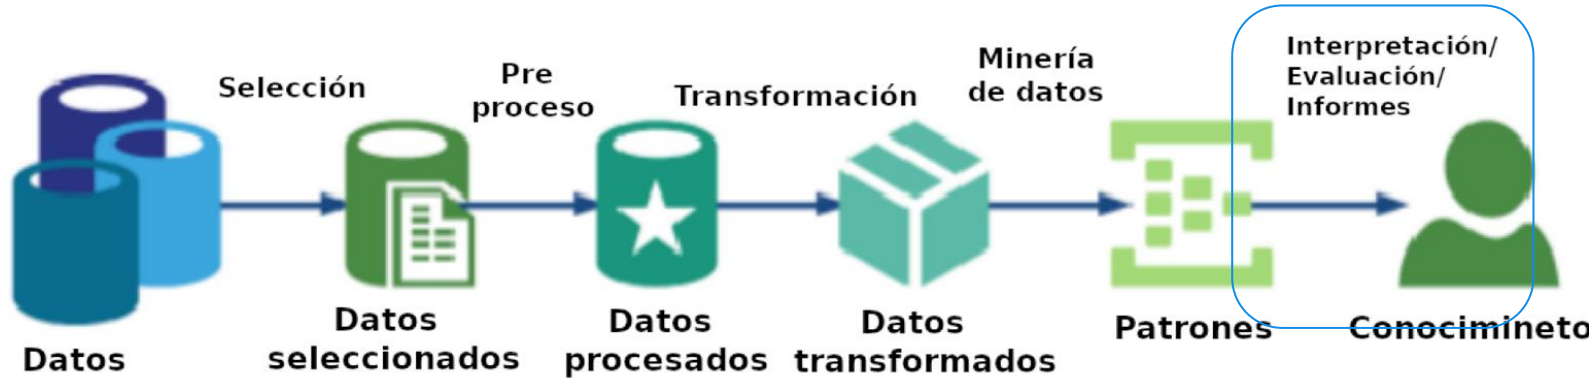 Datos
Selección
Datos
seleccionados
Pre
proceso
Datos
procesados
Transformación
Datos
transformados
Minería
de datos
Patrones
Interpretación/
Evaluación/
Informes
Conocimineto